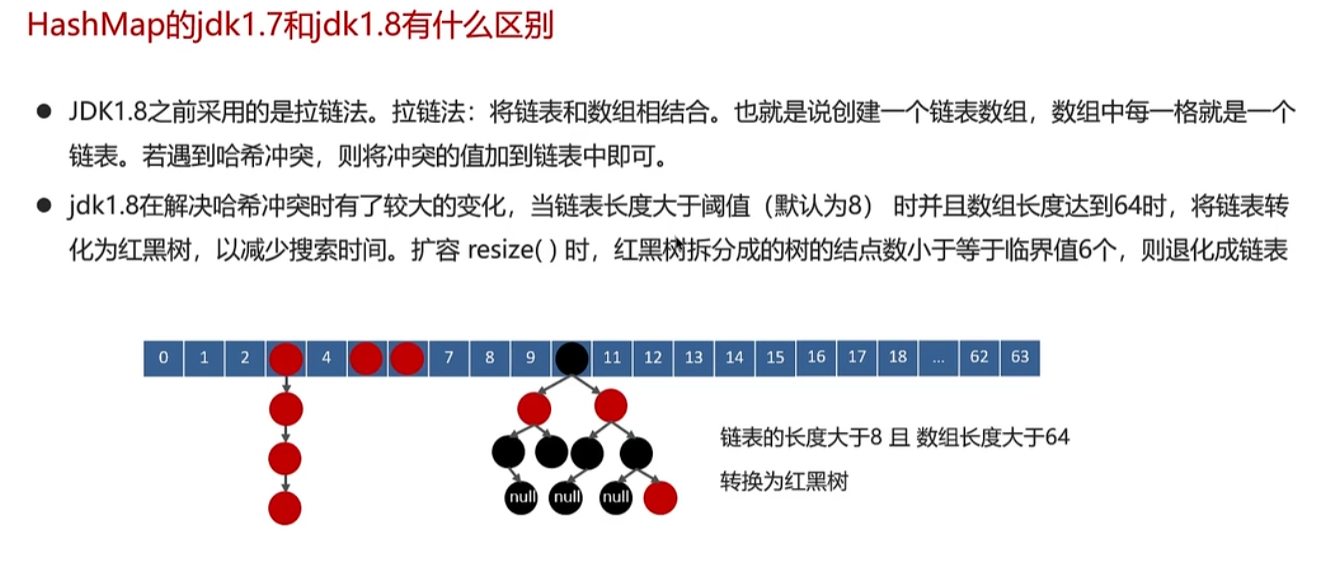 HashMap的jdk1.7和jdk1.8有什么区别
JDK1.8之前采用的是拉链法。拉链法：将链表和数组相结合。也就是说创建一个链表数组，数组中每一格就是一个
链表。若遇到哈希冲突，则将冲突的值加到链表中即可。
jdk1.8在解决哈希冲突时有了较大的变化，当链表长度大于阈值（默认为8） 时并且数组长度达到64时，将链表转
化为红黑树，以减少搜索时间。扩容 resize( ) 时，红黑树拆分成的树的结点数小于等于临界值6个，则退化成链表
0 1 2 4 7 8 9 11 12 13 14 15 16 17 18 ... 62 63
链表的长度大于8 且 数组长度大于64
转换为红黑树
null null null